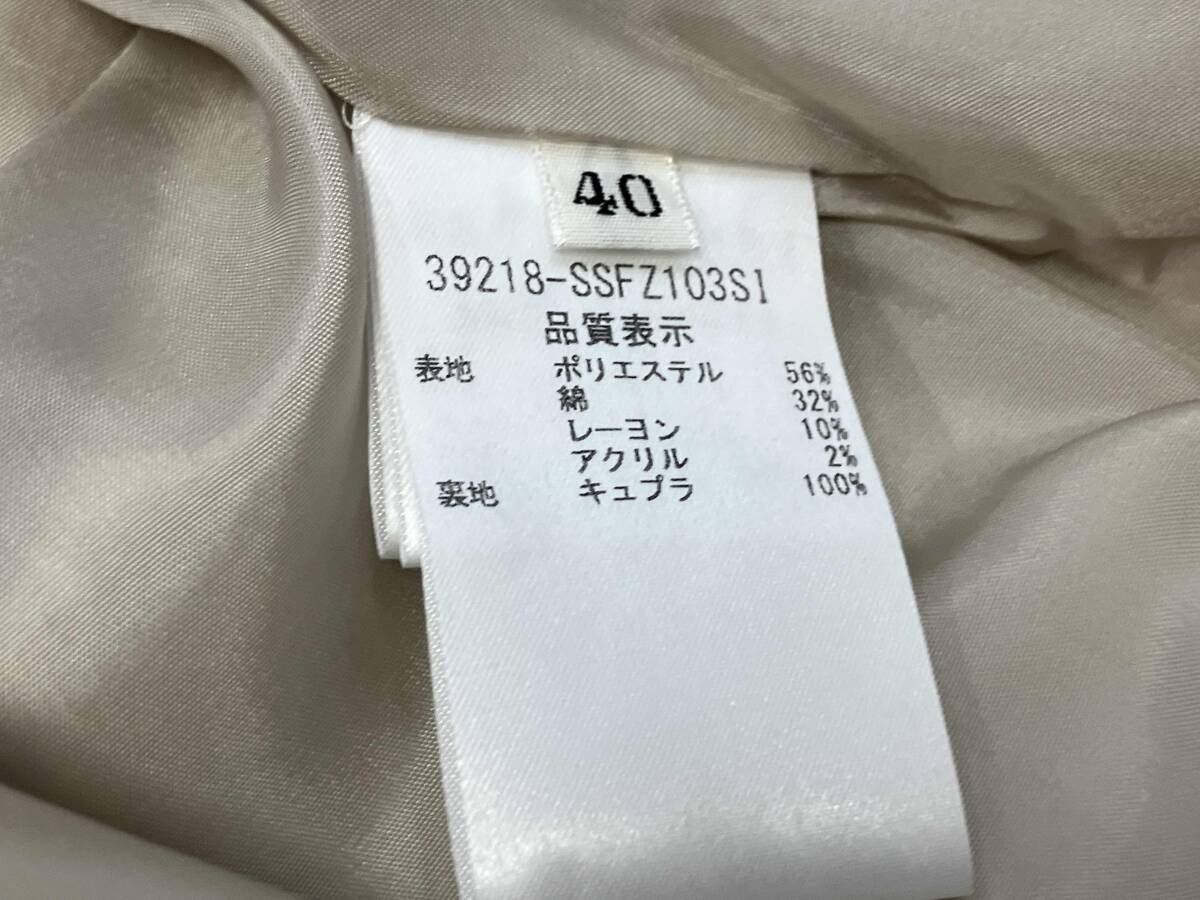 40
39218-SSFZ103SI
品質表示
表地 ポリエステル 56%
綿 32%
レーヨン 10%
アクリル 2%
裏地 キュプラ 100%